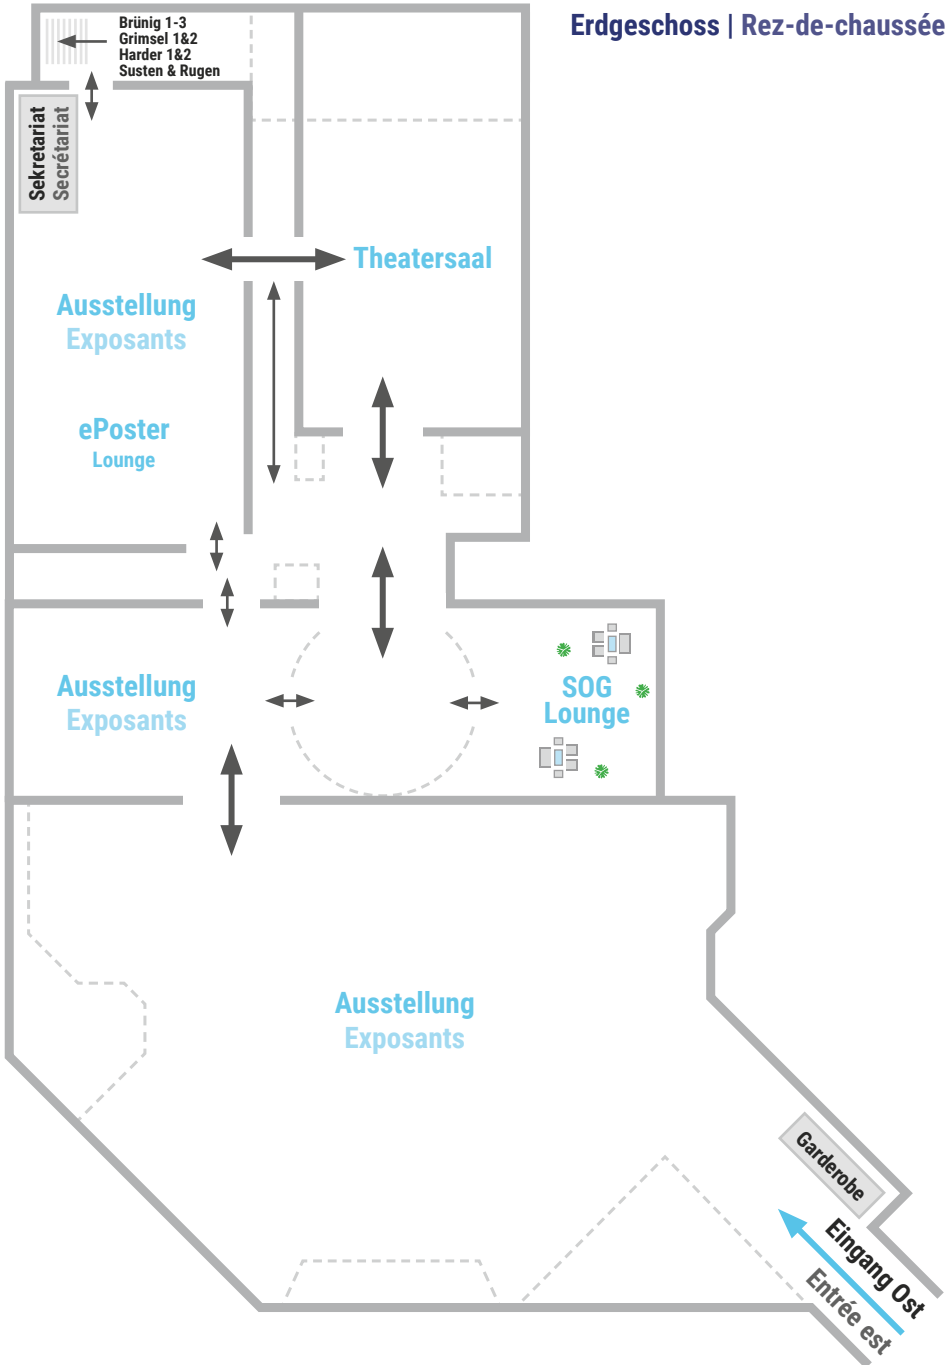 Erdgeschoss | Rez-de-chaussée
Brünig 1-3
Grimsel 1&2
Harder 1&2
Susten & Rugen
Sekretariat
Secrétariat
Theatersaal
Ausstellung
Exposants
ePoster
Lounge
Ausstellung
Exposants
SOG
Lounge
Ausstellung
Exposants
Garderobe
Eingang Ost
Entrée est